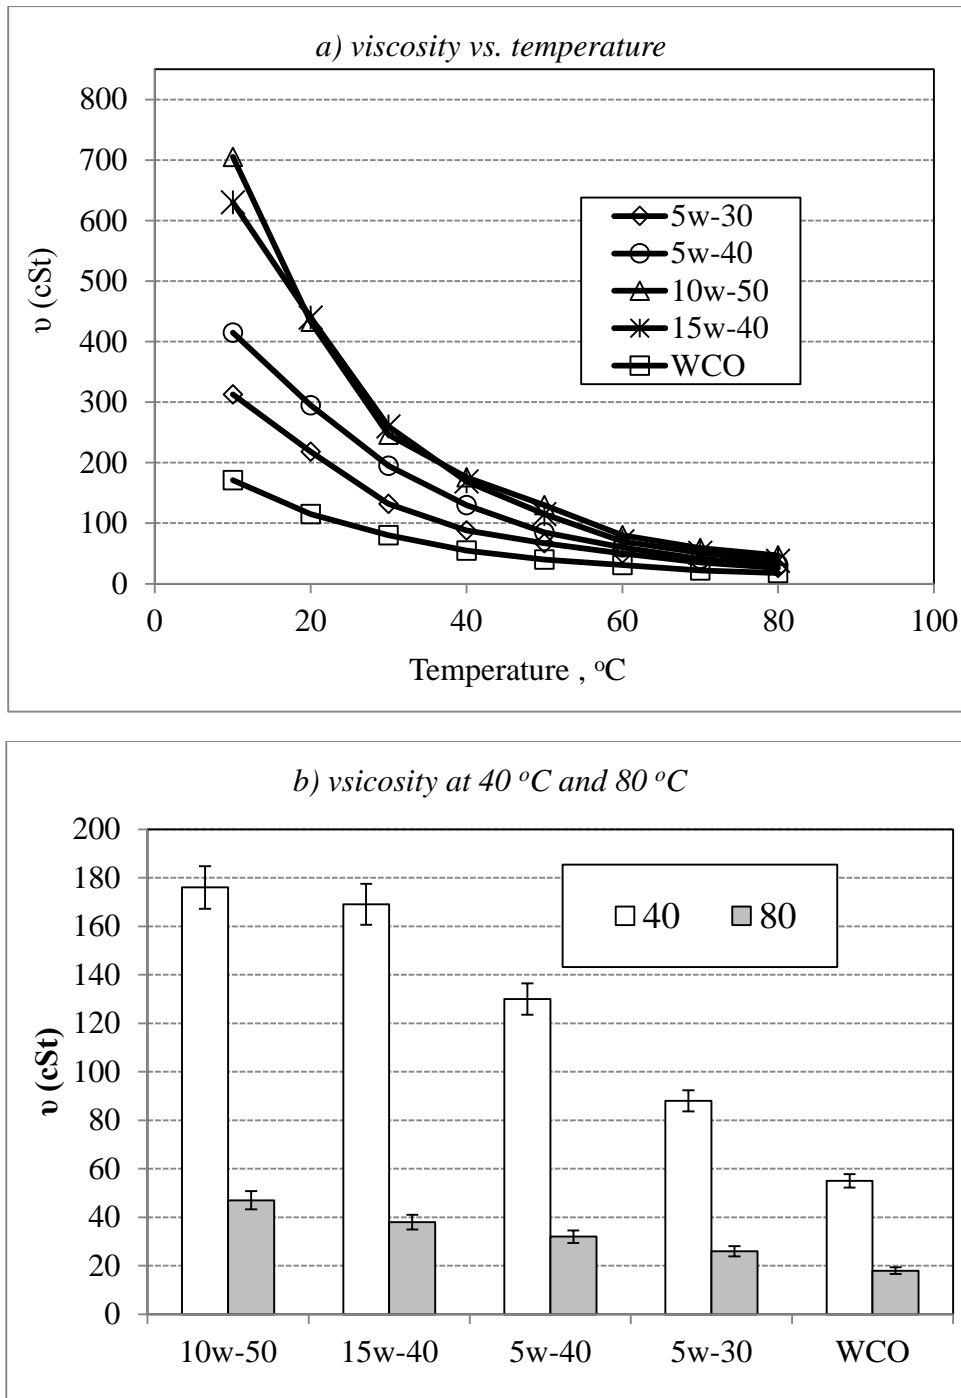 a) viscosity vs. temperature
800
700
600
500
400
300
200
100
0
υ (cSt)
5w-30
5w-40
10w-50
15w-40
WCO
0 20 40 60 80 100
Temperature , °C
b) vsicosity at 40 °C and 80 °C
200
180
160
140
120
100
80
60
40
20
0
υ (cSt)
40 80
10w-50 15w-40 5w-40 5w-30 WCO